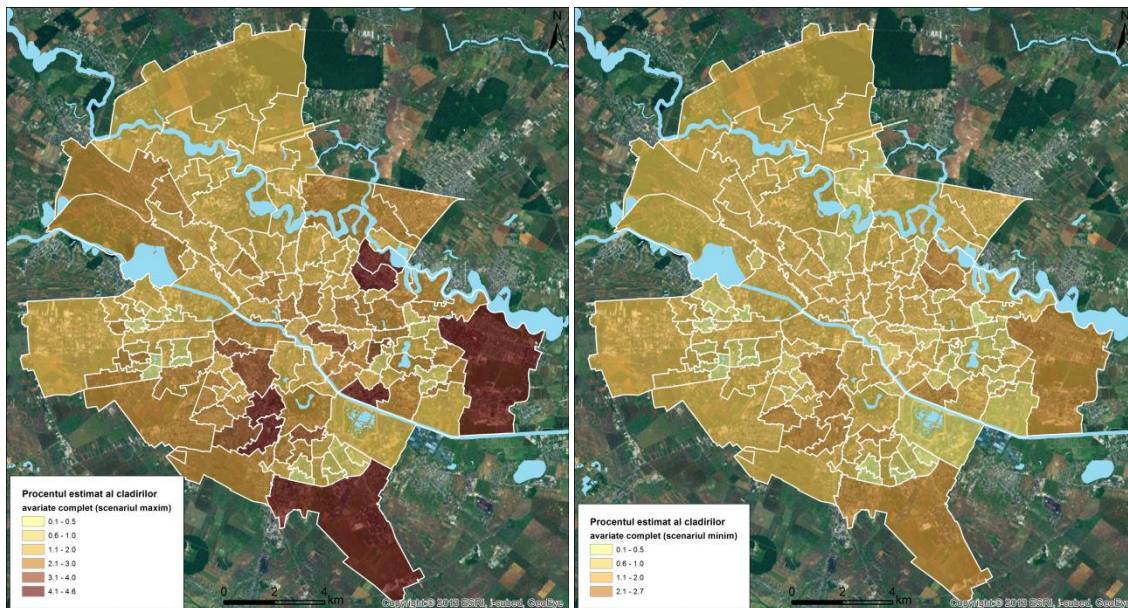 N
Procentul estimat al cladirilor
avariate complet (scenariul maxim)
0.1 - 0.5
0.6 - 1.0
1.1 - 2.0
2.1 - 3.0
3.1 - 4.0
4.1 - 4.6
0 2 4
km
Copyright:© 2013 ESRI, i-cubed, GeoEye
N
Procentul estimat al cladirilor
avariate complet (scenariul minim)
0.1 - 0.5
0.6 - 1.0
1.1 - 2.0
2.1 - 2.7
0 2 4
km
Copyright:© 2013 ESRI, i-cubed, GeoEye